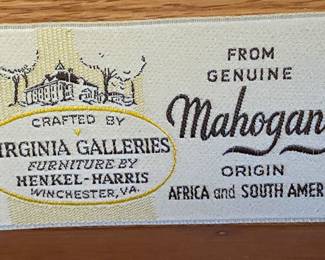 CRAFTED BY
IRGINIA GALLERIES
FURNITURE BY
HENKEL-HARRIS
WINCHESTER, VA.
FROM
GENUINE
Mahogan
ORIGIN
AFRICA and SOUTH AMER